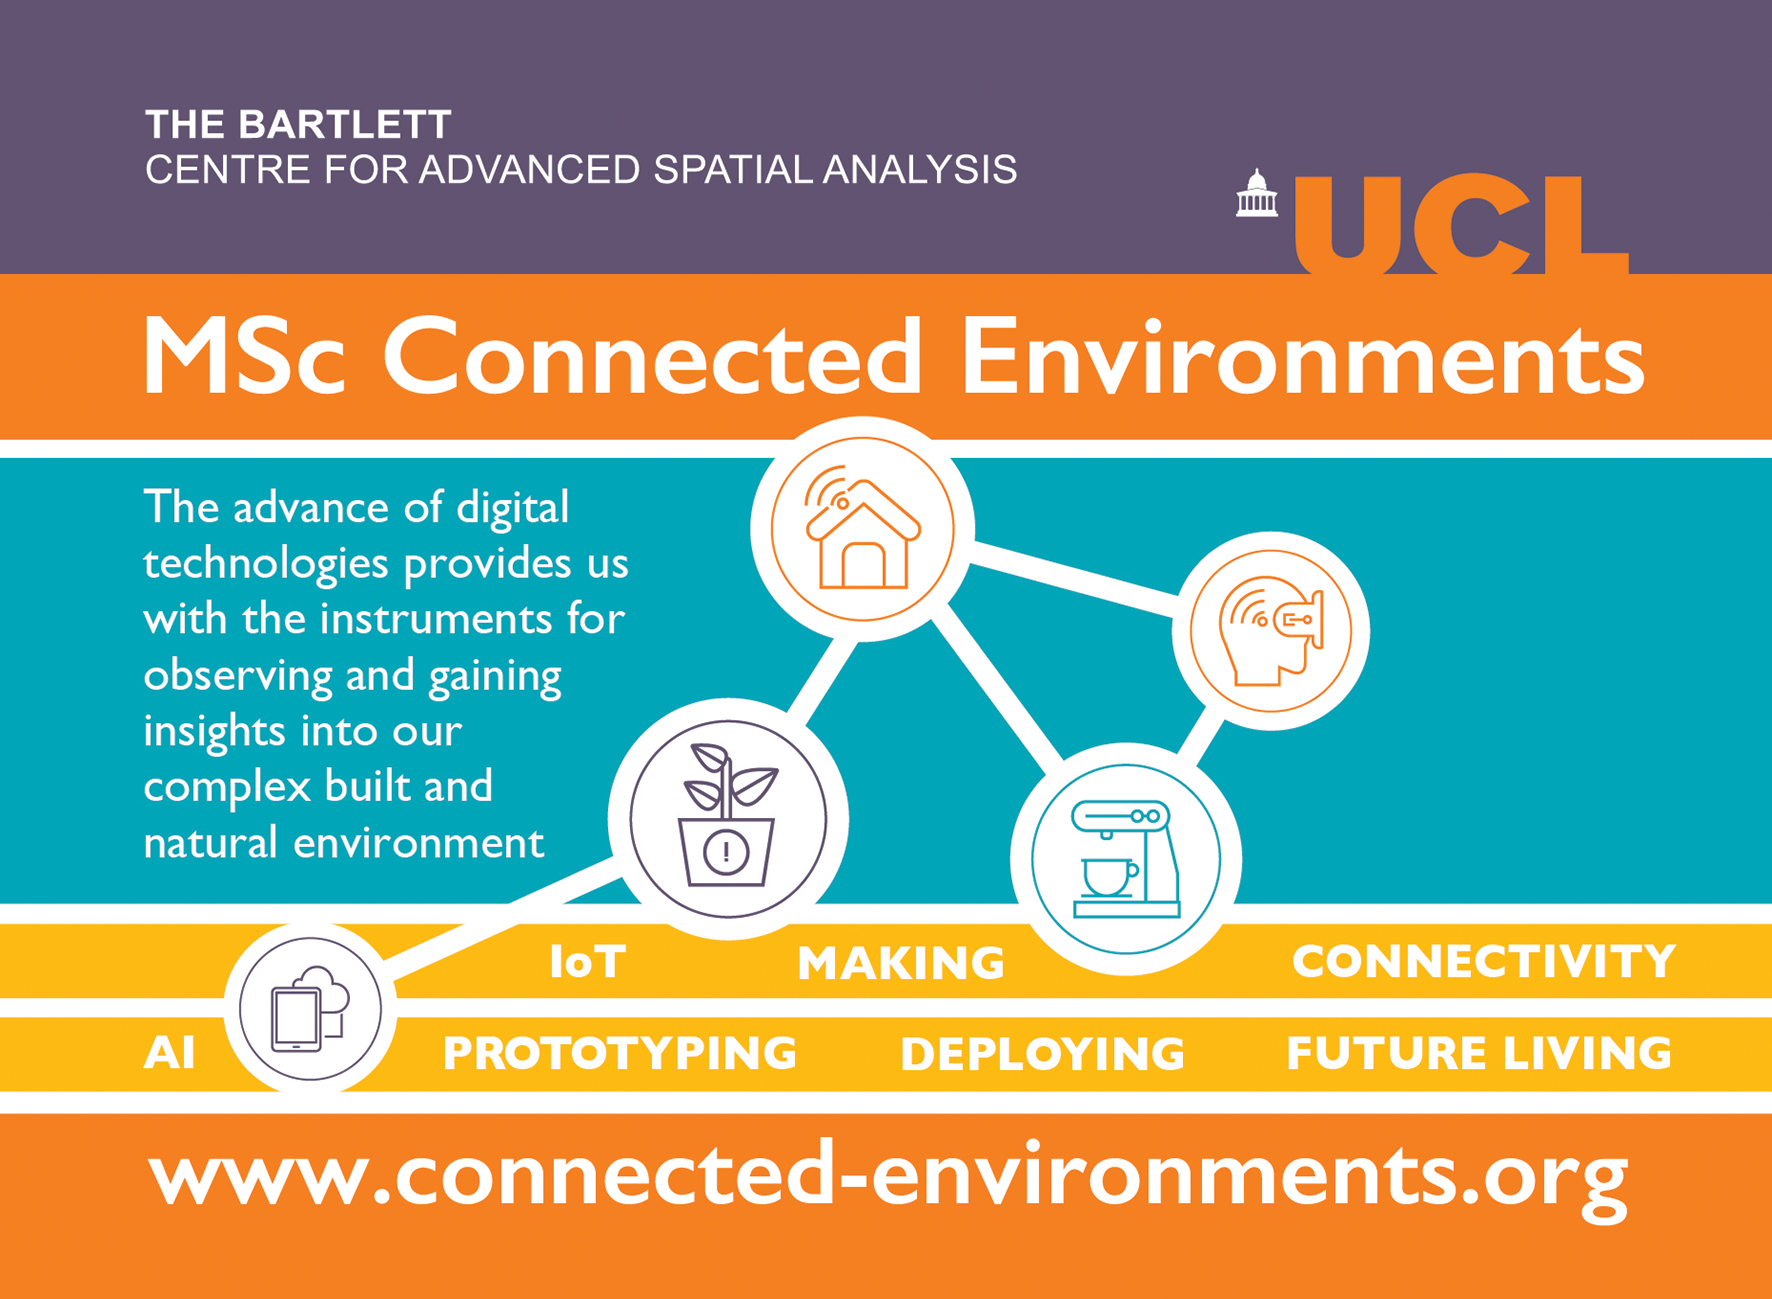 THE BARTLETT
CENTRE FOR ADVANCED SPATIAL ANALYSIS
UCL
MSc Connected Environments
The advance of digital
technologies provides us
with the instruments for
observing and gaining
insights into our
complex built and
natural environment
!
IoT MAKING CONNECTIVITY
AI PROTOTYPING DEPLOYING FUTURE LIVING
www.connected-environments.org